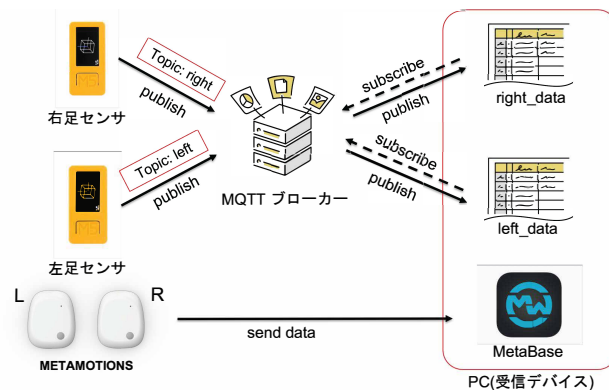 Topic: right
publish
右足センサ
Topic: left
publish
左足センサ
MQTT ブローカー
subscribe
publish
right_data
subscribe
publish
left_data
L
R
METAMOTIONS
send data
MetaBase
PC(受信デバイス)